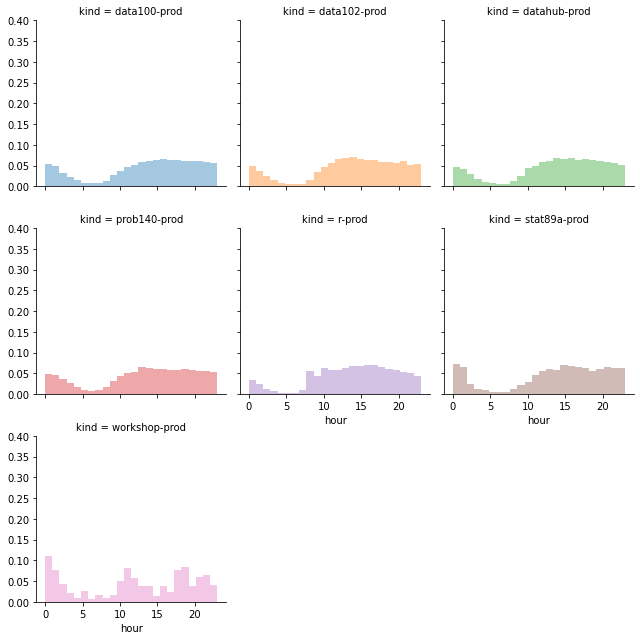 kind = data100-prod
kind = data102-prod
kind = datahub-prod
0.40
0.35
0.30
0.25
0.20
0.15
0.10
0.05
0.00
kind = prob140-prod
kind = r-prod
kind = stat89a-prod
0.40
0.35
0.30
0.25
0.20
0.15
0.10
0.05
0.00
0 5 10 15 20
0 5 10 15 20
hour
hour
kind = workshop-prod
0.40
0.35
0.30
0.25
0.20
0.15
0.10
0.05
0.00
0 5 10 15 20
hour